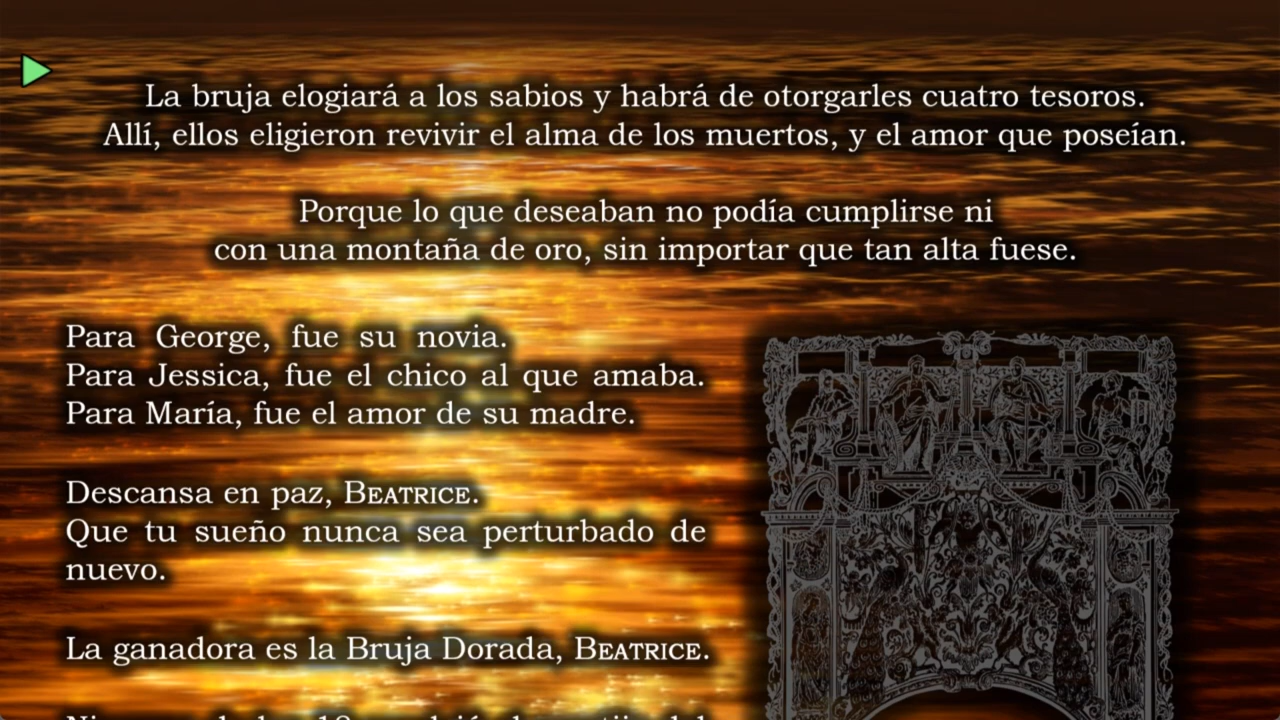 La bruja elogiará a los sabios y habrá de otorgarles cuatro tesoros.
Allí, ellos eligieron revivir el alma de los muertos, y el amor que poseían.
Porque lo que deseaban no podía cumplirse ni
con una montaña de oro, sin importar que tan alta fuese.
Para George, fue su novia.
Para Jessica, fue el chico al que amaba.
Para María, fue el amor de su madre.
Descansa en paz, BEATRICE.
Que tu sueño nunca sea perturbado de
nuevo.
La ganadora es la Bruja Dorada, BEATRICE.